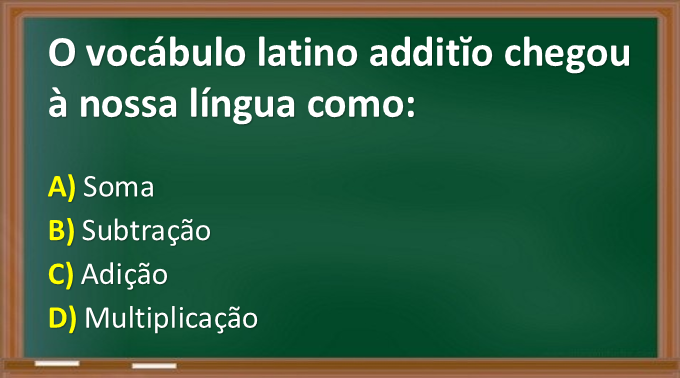 O vocábulo latino additĭo chegou
à nossa língua como:
A) Soma
B) Subtração
C) Adição
D) Multiplicação